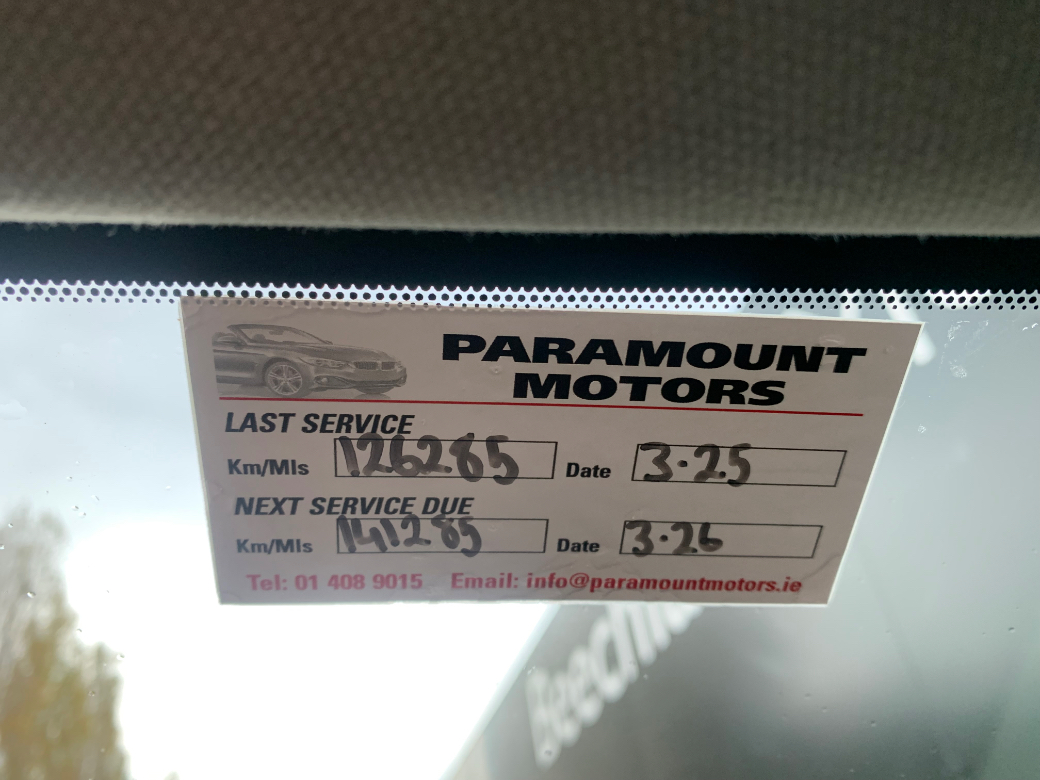 PARAMOUNT
MOTORS
LAST SERVICE
Km/Mls 126285 Date 3.25
NEXT SERVICE DUE
Km/Mls 141285 Date 3.26
Tel: 01 408 9015 Email: info@paramountmotors.ie